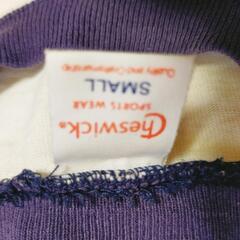 Cheswick®
SPORTS WEAR
Quality and Craftsmanship
SMALL